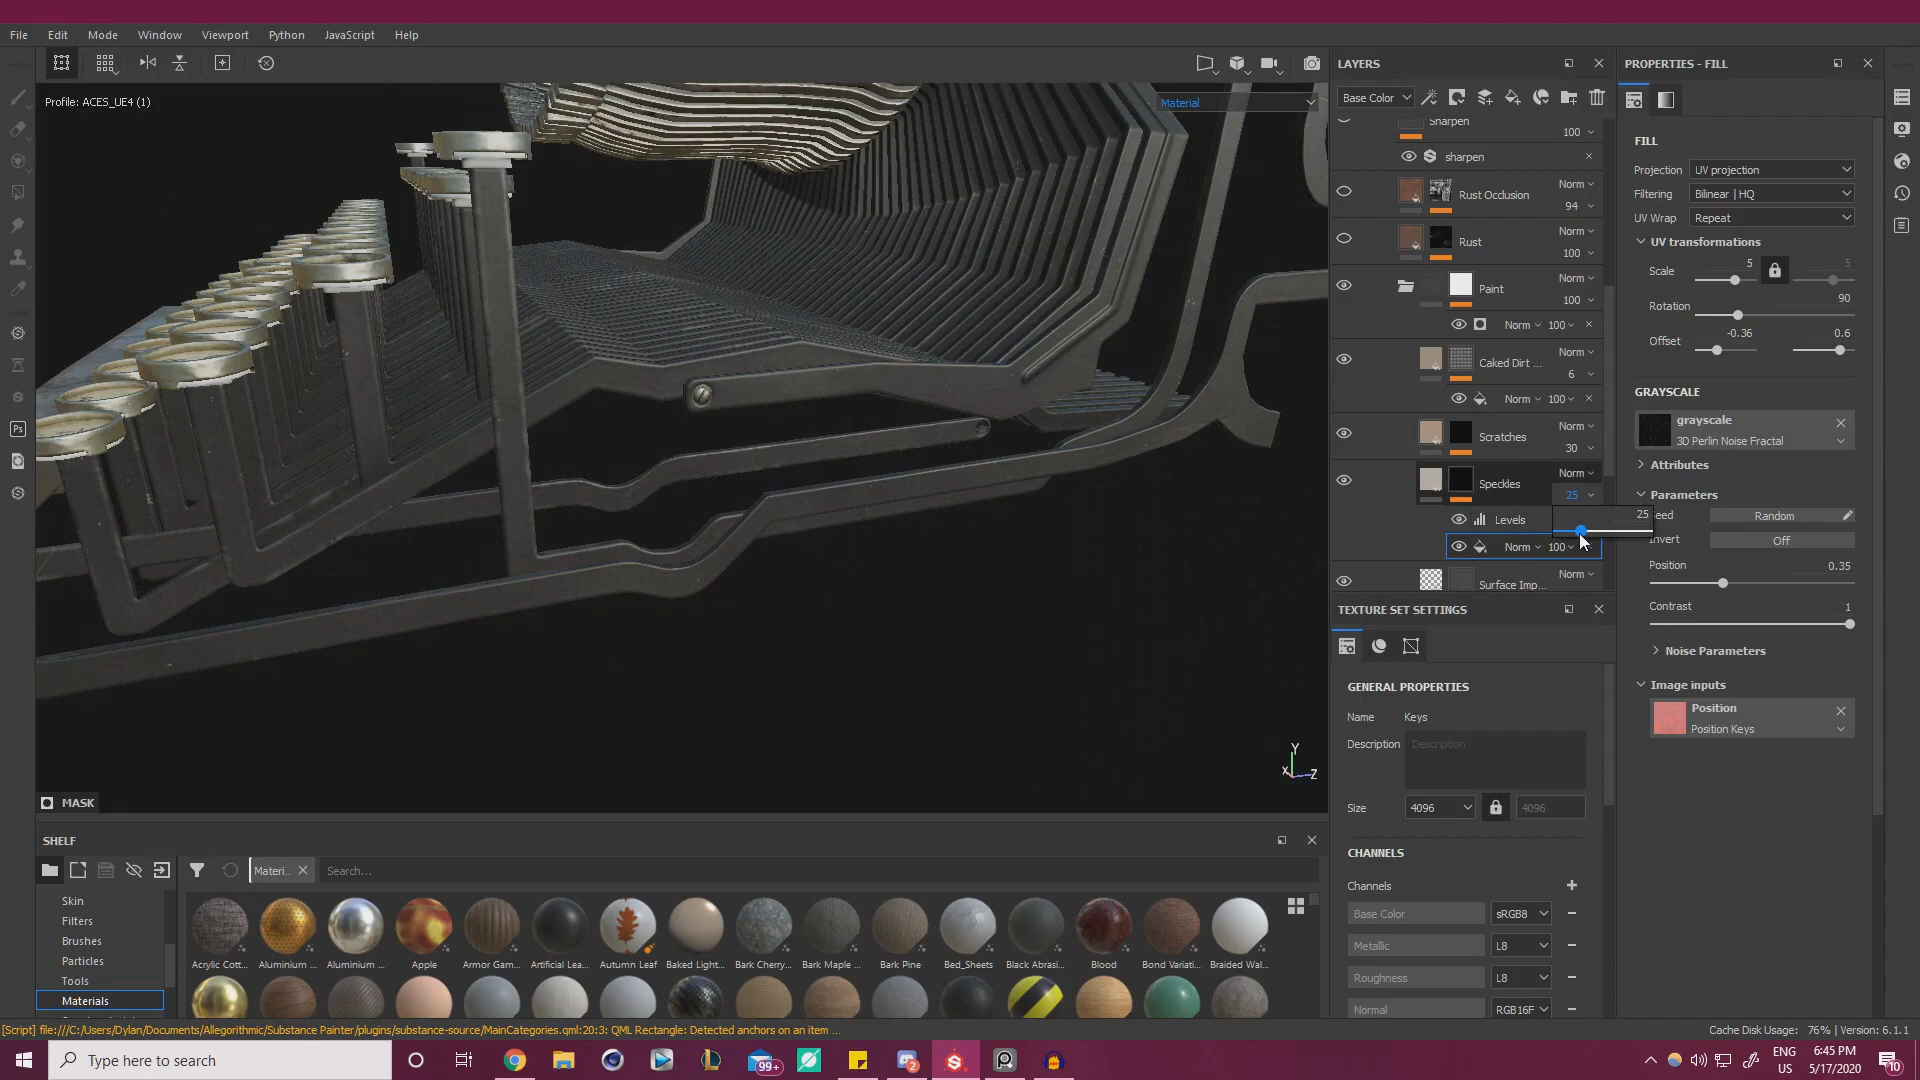 File Edit Mode Window Viewport Python JavaScript Help
Profile: ACES_UE4 (1)
Material
MASK
Y
X
Z
LAYERS
Base Color
Sharpen
100
sharpen
Rust Occlusion
Norm
94
Rust
Norm
100
Paint
Norm
100
Norm 100
Caked Dirt ...
Norm
6
Norm 100
Scratches
Norm
30
Speckles
Norm
25
Levels
25
Norm 100
Surface Imp...
Norm
TEXTURE SET SETTINGS
GENERAL PROPERTIES
Name Keys
Description Description
Size 4096 4096
CHANNELS
Channels
Base Color sRGB8
Metallic L8
Roughness L8
Normal RGB16F
PROPERTIES - FILL
FILL
Projection UV projection
Filtering Bilinear | HQ
UV Wrap Repeat
UV transformations
Scale 5 5
Rotation 90
Offset -0.36 0.6
GRAYSCALE
grayscale
3D Perlin Noise Fractal
Attributes
Parameters
Random
Invert Off
Position 0.35
Contrast 1
Noise Parameters
Image inputs
Position
Position Keys
SHELF
Materi..
Search...
Skin
Filters
Brushes
Particles
Tools
Materials
Acrylic Cott... Aluminium ... Aluminium ... Apple Armor Gam... Artificial Lea... Autumn Leaf Baked Light... Bark Cherry... Bark Maple ... Bark Pine Bed_Sheets Black Abrasi... Blood Bond Variati... Braided Wal...
[Script] file:///C:/Users/Dylan/Documents/Allegorithmic/Substance Painter/plugins/substance-source/MainCategories.qml:20:3: QML Rectangle: Detected anchors on an item ...
Cache Disk Usage: 76% | Version: 6.1.1
Type here to search
99+
2
ENG
US
6:45 PM
5/17/2020
10
Ps